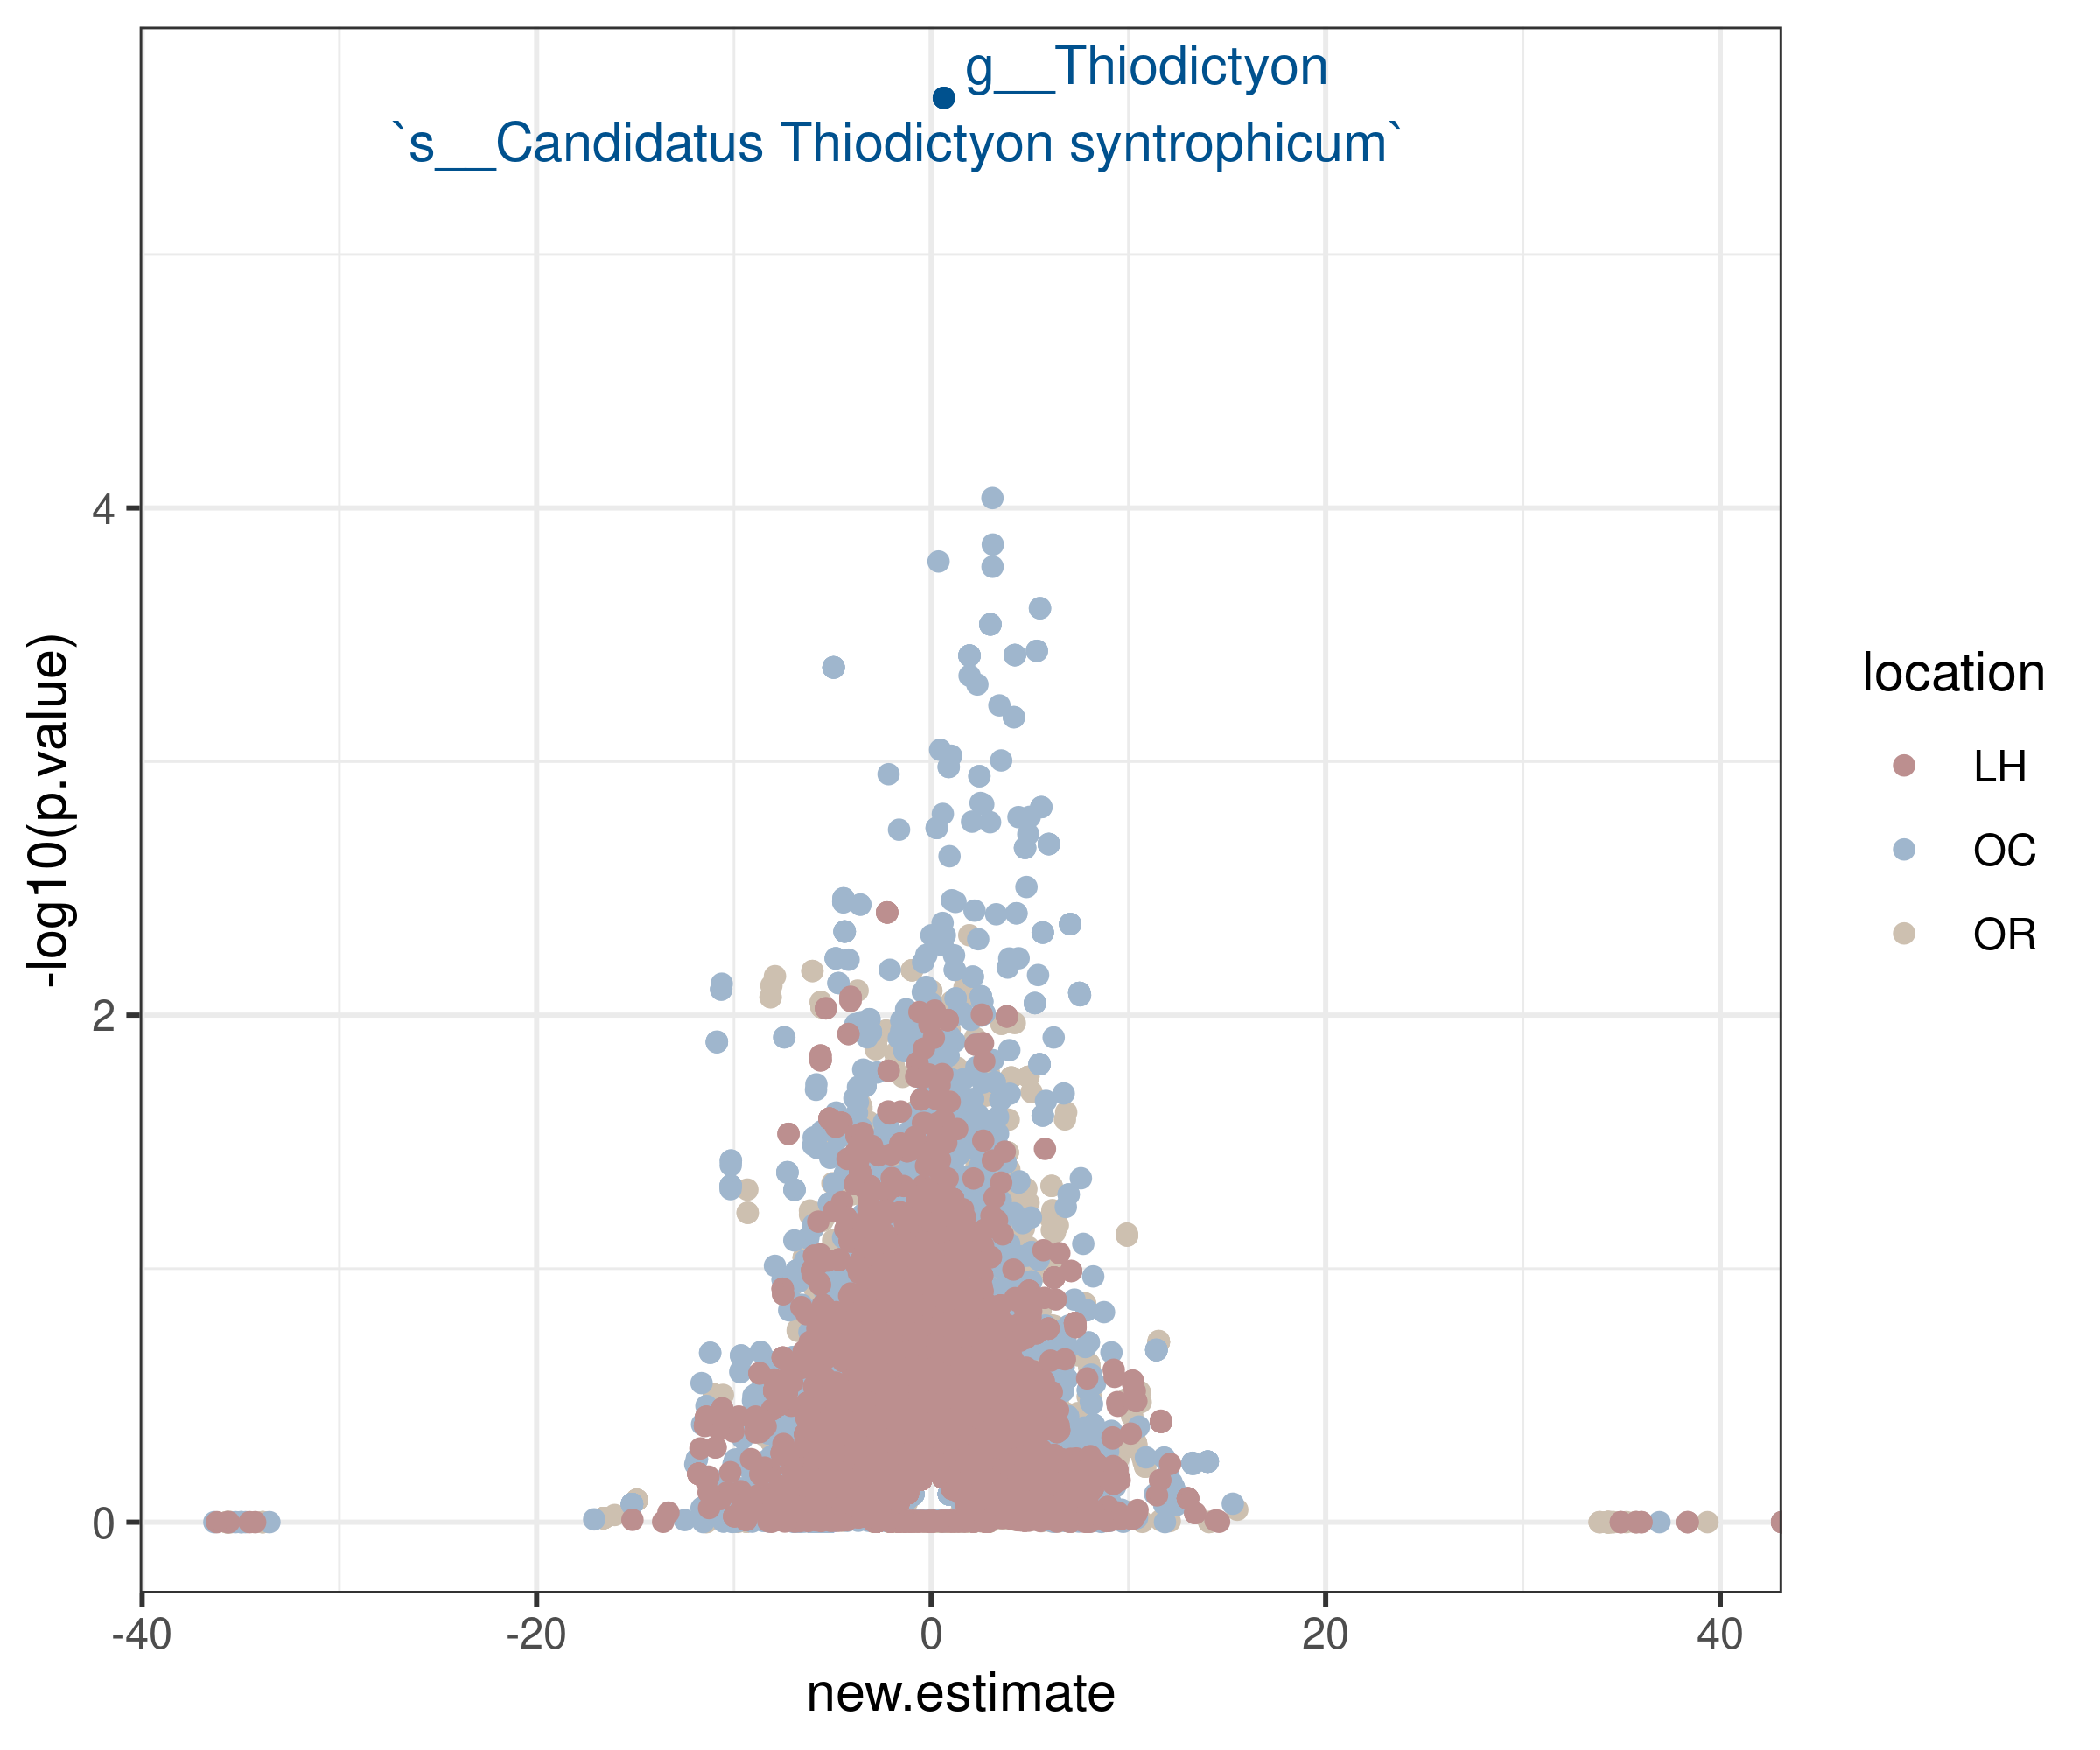 g__Thiodictyon
`s__Candidatus Thiodictyon syntrophicum`
4
2
0
-log10(p.value)
-40
-20
0
20
40
new.estimate
location
LH
OC
OR